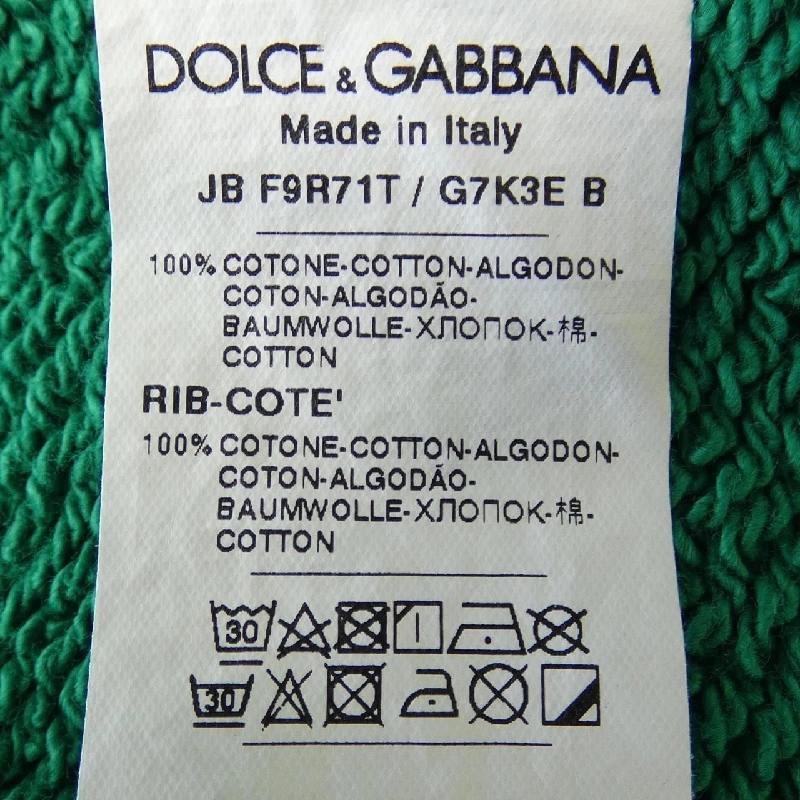 DOLCE & GABBANA
Made in Italy
JB F9R71T / G7K3E B
100% COTONE-COTTON-ALGODON-
COTON-ALGODÃO-
BAUMWOLLE-ХЛОПОК-棉-
COTTON
RIB-COTE'
100% COTONE-COTTON-ALGODON-
COTON-ALGODÃO-
BAUMWOLLE-ХЛОПОК-棉-
COTTON
30
30